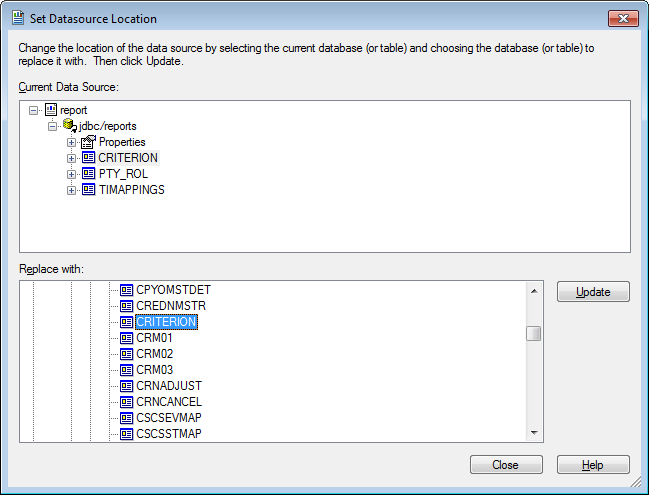 Set Datasource Location
Change the location of the data source by selecting the current database (or table) and choosing the database (or table) to
replace it with.  Then click Update.
Current Data Source:
report
jdbc/reports
Properties
CRITERION
PTY_ROL
TIMAPPINGS
Replace with:
CPYOMSTDET
CREDNMSTR
CRITERION
CRM01
CRM02
CRM03
CRNADJUST
CRNCANCEL
CSCSEVMAP
CSCSSTMAP
Update
Close
Help